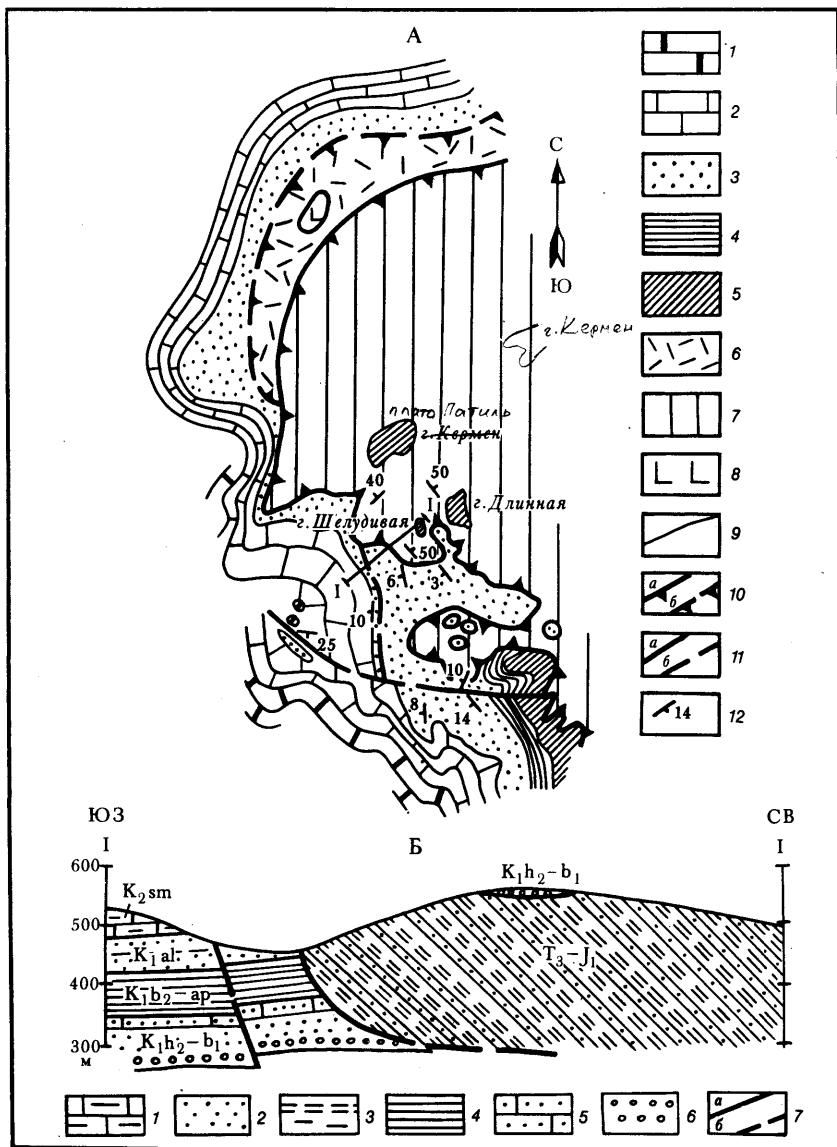 А
1
2
3
С
4
Ю
5
г. Кермен
6
7
плато Патиль
г. Кермен
8
40
50
I
г. Длинная
9
г. Шелудивая
50
6
3
10
а
б
I
10
25
11
а
б
10
8
14
12
14
ЮЗ
Б
СВ
I
I
600
K₁h₂–b₁
K₂sm
500
K₁al
T₃–J₁
400
K₁b₂–ap
K₁h₂–b₁
300
м
1
2
3
4
5
6
а
б
7